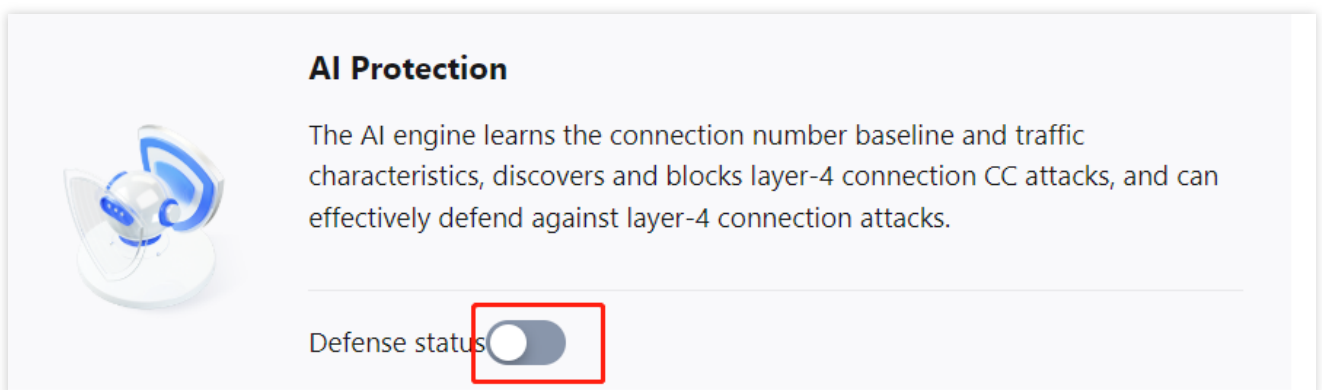 AI Protection
The AI engine learns the connection number baseline and traffic
characteristics, discovers and blocks layer-4 connection CC attacks, and can
effectively defend against layer-4 connection attacks.
Defense status